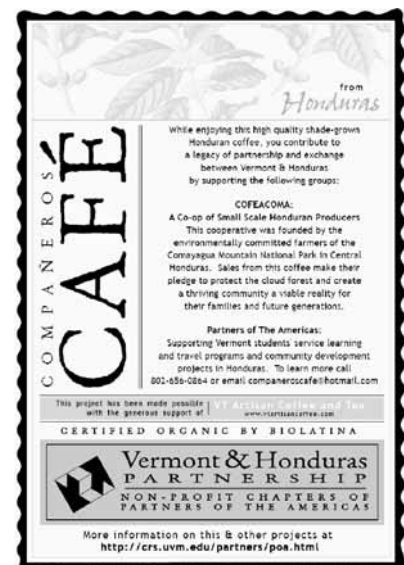 from
Honduras
COMPAÑEROS
CAFÉ
While enjoying this high quality shade-grown
Honduran coffee, you contribute to
a legacy of partnership and exchange
between Vermont & Honduras
by supporting the following groups:
COFEACOMA:
A Co-op of Small Scale Honduran Producers
This cooperative was founded by the
environmentally committed farmers of the
Comayagua Mountain National Park in Central
Honduras. Sales from this coffee make their
pledge to protect the cloud forest and create
a thriving community a viable reality for
their families and future generations.
Partners of The Americas:
Supporting Vermont students' service learning
and travel programs and community development
projects in Honduras. To learn more call
802-656-0864 or email companeroscafe@hotmail.com
This project has been made possible
with the generous support of
VT Artisan Coffee and Tea
www.vtartisancoffee.com
CERTIFIED ORGANIC BY BIOLATINA
Vermont & Honduras
PARTNERSHIP
NON-PROFIT CHAPTERS OF
PARTNERS OF THE AMERICAS
More information on this & other projects at
http://crs.uvm.edu/partners/poa.html